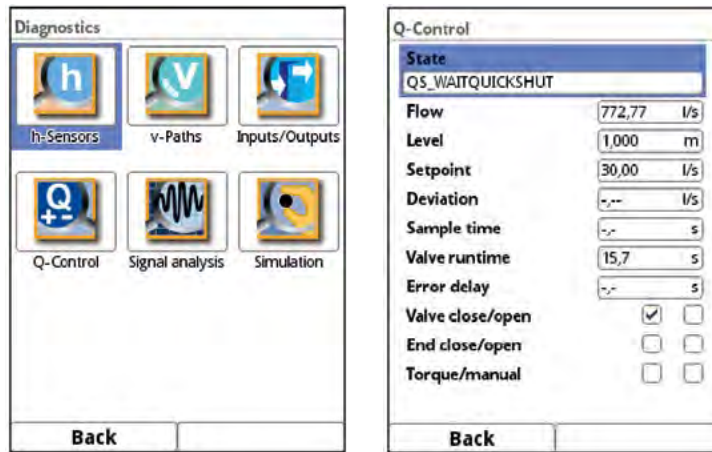 Diagnostics
h
V
h-Sensors
v-Paths
Inputs/Outputs
Q
+ -
Q-Control
Signal analysis
Simulation
Back
Q-Control
State
QS_WAITQUICKSHUT
Flow 772,77 l/s
Level 1,000 m
Setpoint 30,00 l/s
Deviation -,-- l/s
Sample time -,- s
Valve runtime 15,7 s
Error delay -,- s
Valve close/open
End close/open
Torque/manual
Back